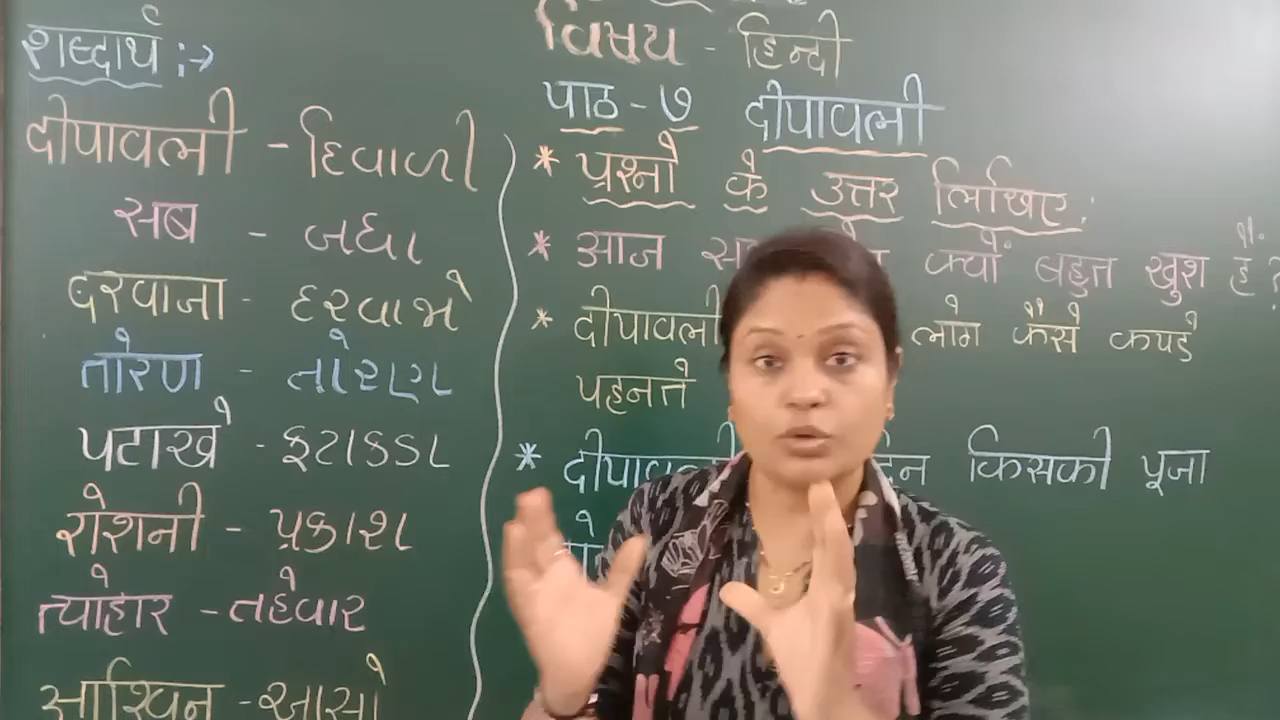 शब्दार्थ :→
दीपावली - દિવાળી
सब - બધા
दरवाजा - દરવાજો
तोरण - તોરણ
पटाखे - ફટાકડા
रोशनी - પ્રકાશ
त्योहार - તહેવાર
आश्विन - આસો
विषय - हिन्दी
पाठ - ७ दीपावली
* प्रश्नों के उत्तर लिखिए:
* आज क्यों बहुत खुश हैं?
* दीपावली लोग कैसे कपड़े
पहनते
* दीपावली किसकी पूजा